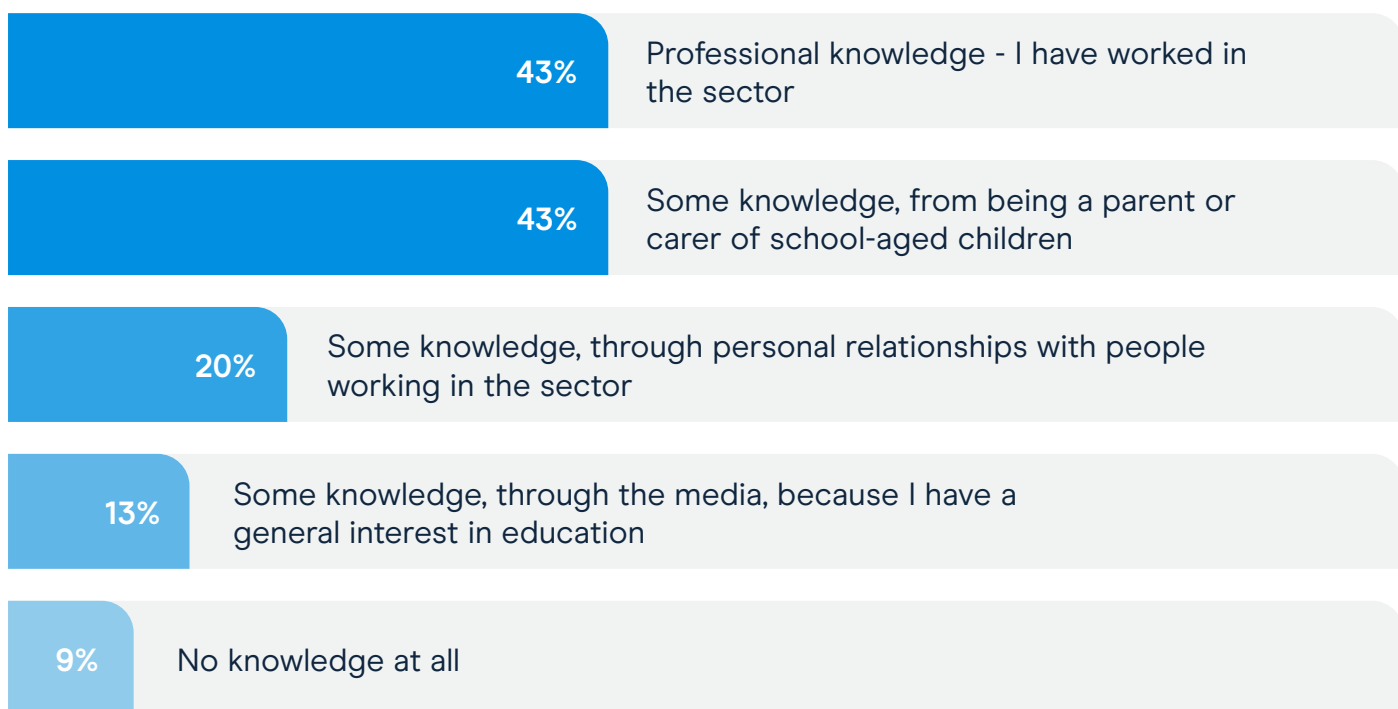 43%
Professional knowledge - I have worked in
the sector
43%
Some knowledge, from being a parent or
carer of school-aged children
20%
Some knowledge, through personal relationships with people
working in the sector
13%
Some knowledge, through the media, because I have a
general interest in education
9%
No knowledge at all